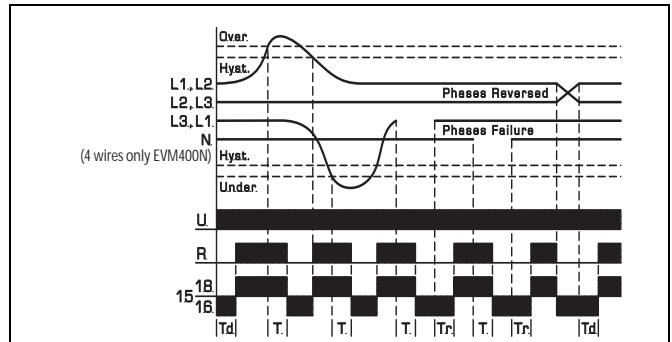 Over.
Hyst.
L1., L2.
Phases Reversed
L2., L3.
L3., L1.
Phases Failure
N.
(4 wires only EVM400N)
Hyst.
Under.
U.
R.
18.
15
16.
Td. T. T. T. Tr. T. Tr. Td.